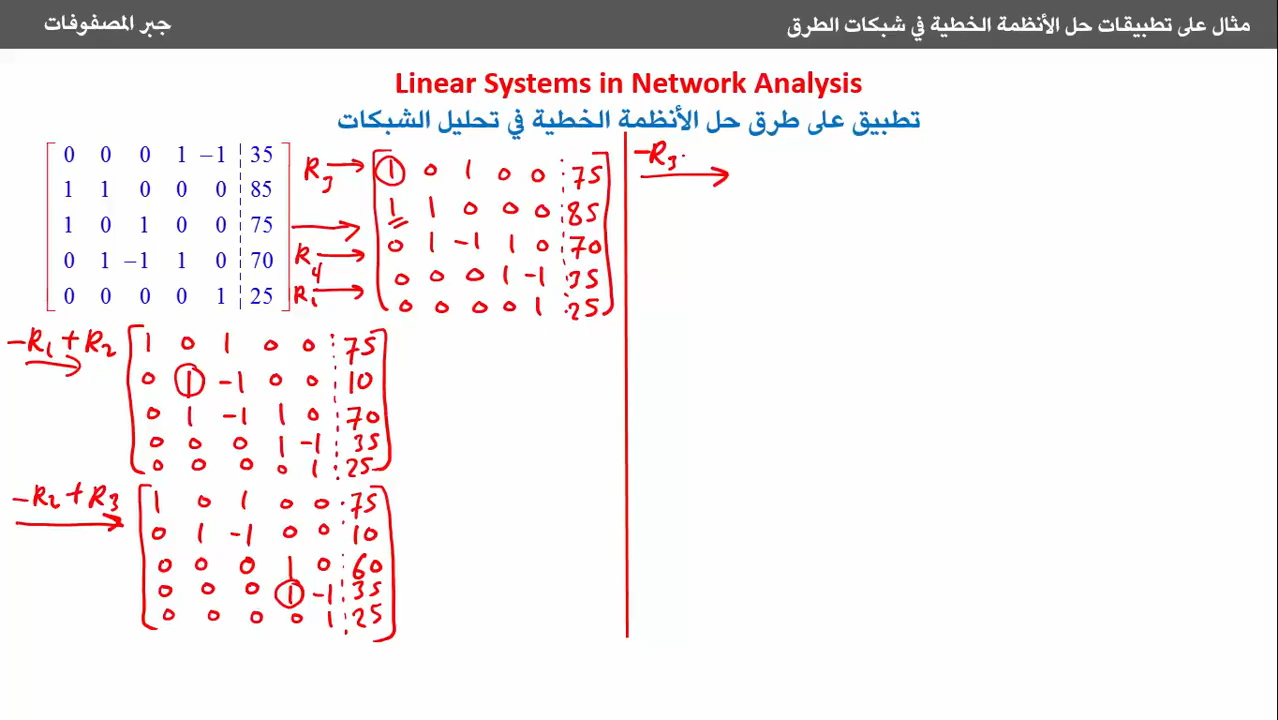 مثال على تطبيقات حل الأنظمة الخطية في شبكات الطرق
جبر المصفوفات
Linear Systems in Network Analysis
تطبيق على طرق حل الأنظمة الخطية في تحليل الشبكات
0 0 0 1 −1 35
1 1 0 0 0 85
1 0 1 0 0 75
0 1 −1 1 0 70
0 0 0 0 1 25
R3 →
→
R4 →
R1 →
1 0 1 0 0 75
1 1 0 0 0 85
0 1 -1 1 0 70
0 0 0 1 -1 35
0 0 0 0 1 25
-R1 + R2
1 0 1 0 0 75
0 1 -1 0 0 10
0 1 -1 1 0 70
0 0 0 1 -1 35
0 0 0 0 1 25
-R2 + R3
1 0 1 0 0 75
0 1 -1 0 0 10
0 0 0 1 0 60
0 0 0 1 -1 35
0 0 0 0 1 25
-R3